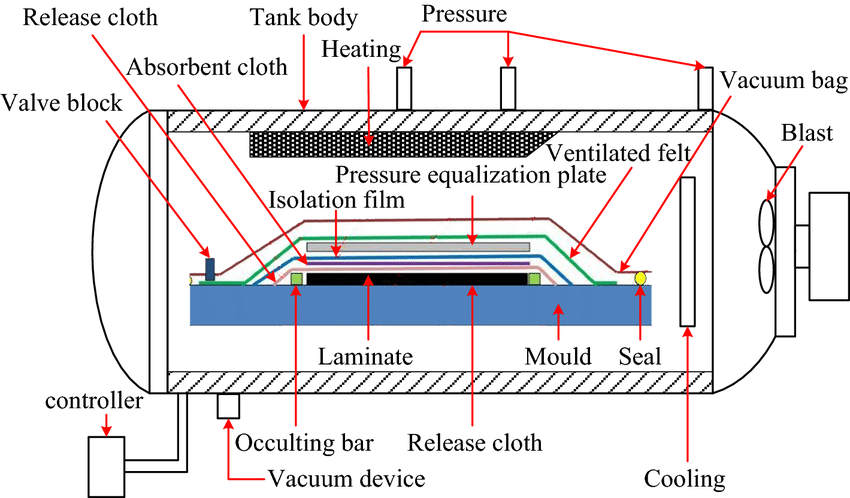 Release cloth
Tank body
Pressure
Heating
Absorbent cloth
Vacuum bag
Valve block
Blast
Ventilated felt
Pressure equalization plate
Isolation film
Laminate
Mould
Seal
controller
Occulting bar
Release cloth
Vacuum device
Cooling